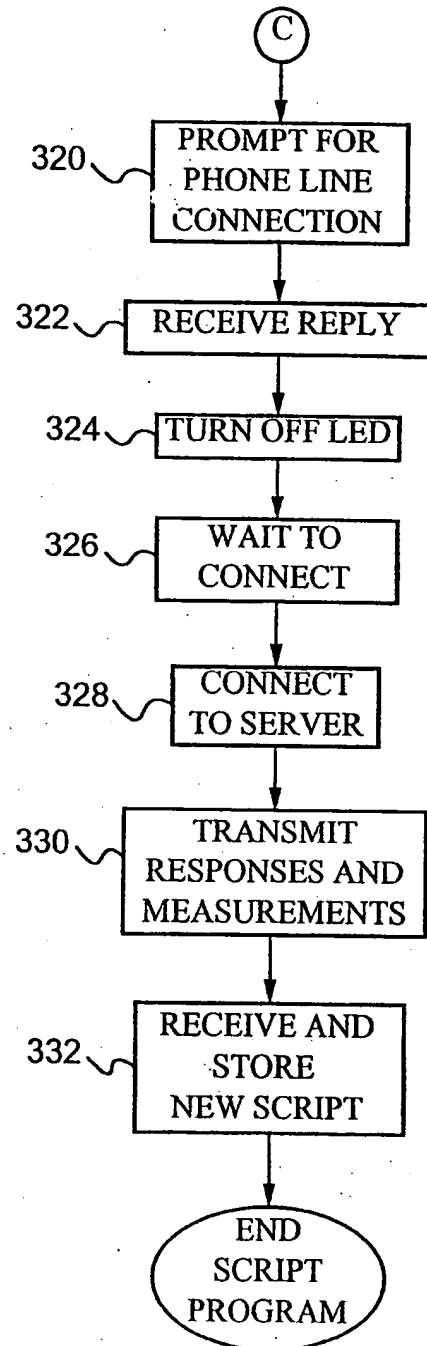 C
320
PROMPT FOR
PHONE LINE
CONNECTION
322
RECEIVE REPLY
324
TURN OFF LED
326
WAIT TO
CONNECT
328
CONNECT
TO SERVER
330
TRANSMIT
RESPONSES AND
MEASUREMENTS
332
RECEIVE AND
STORE
NEW SCRIPT
END
SCRIPT
PROGRAM